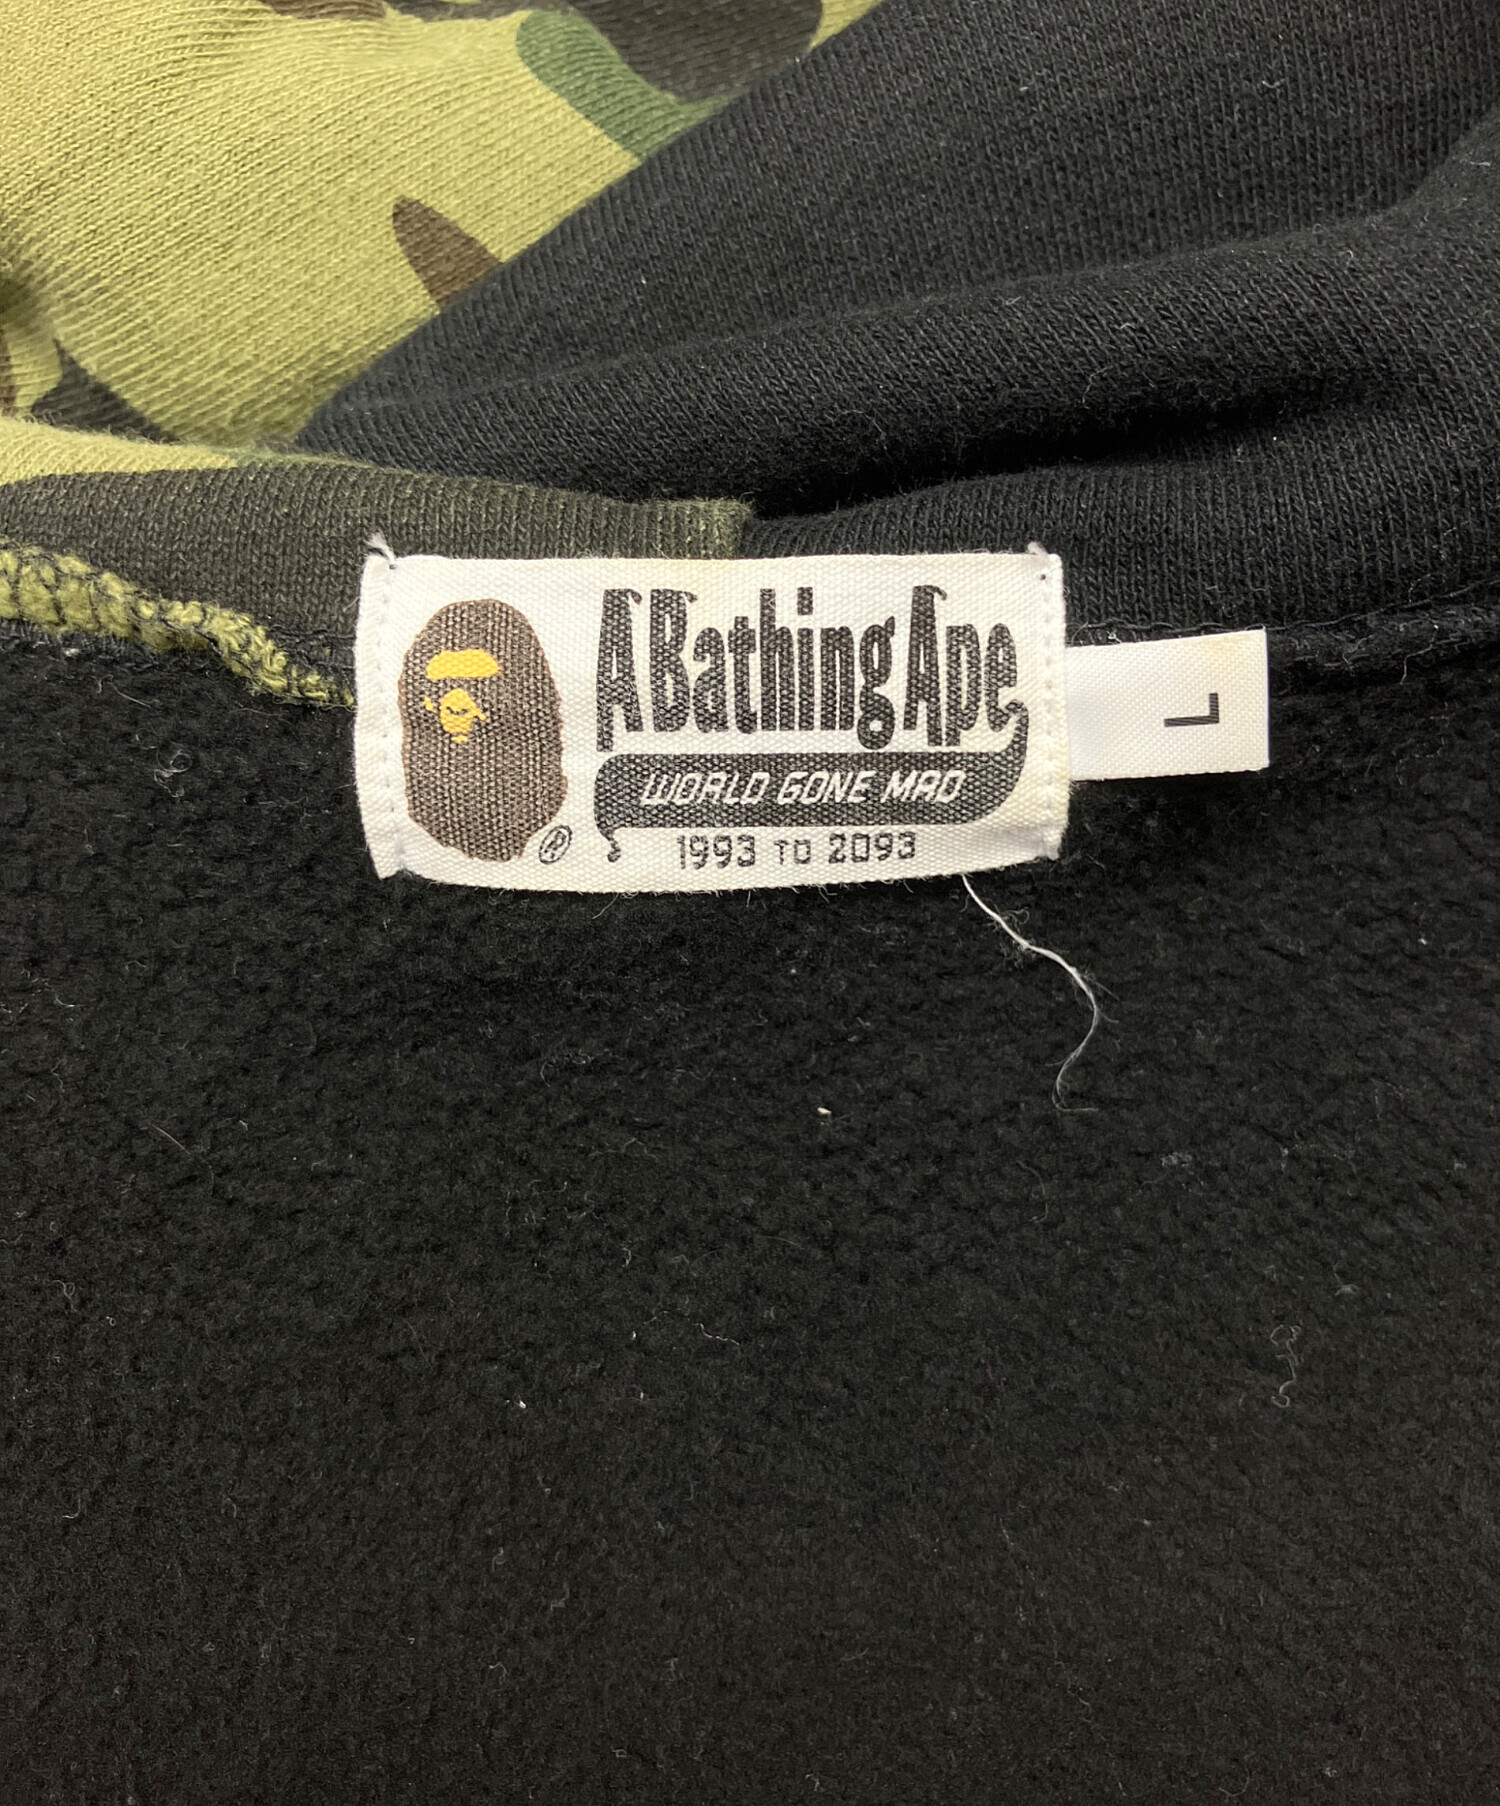 A Bathing Ape
WORLD GONE MAD
1993 TO 2093
®
L